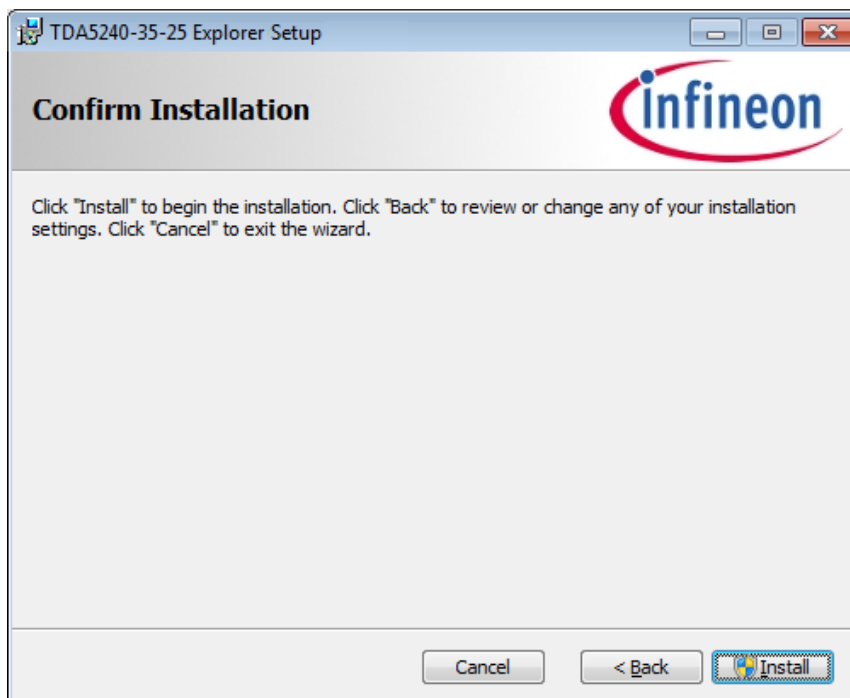 TDA5240-35-25 Explorer Setup
Confirm Installation
infineon
Click "Install" to begin the installation. Click "Back" to review or change any of your installation
settings. Click "Cancel" to exit the wizard.
Cancel
< Back
Install